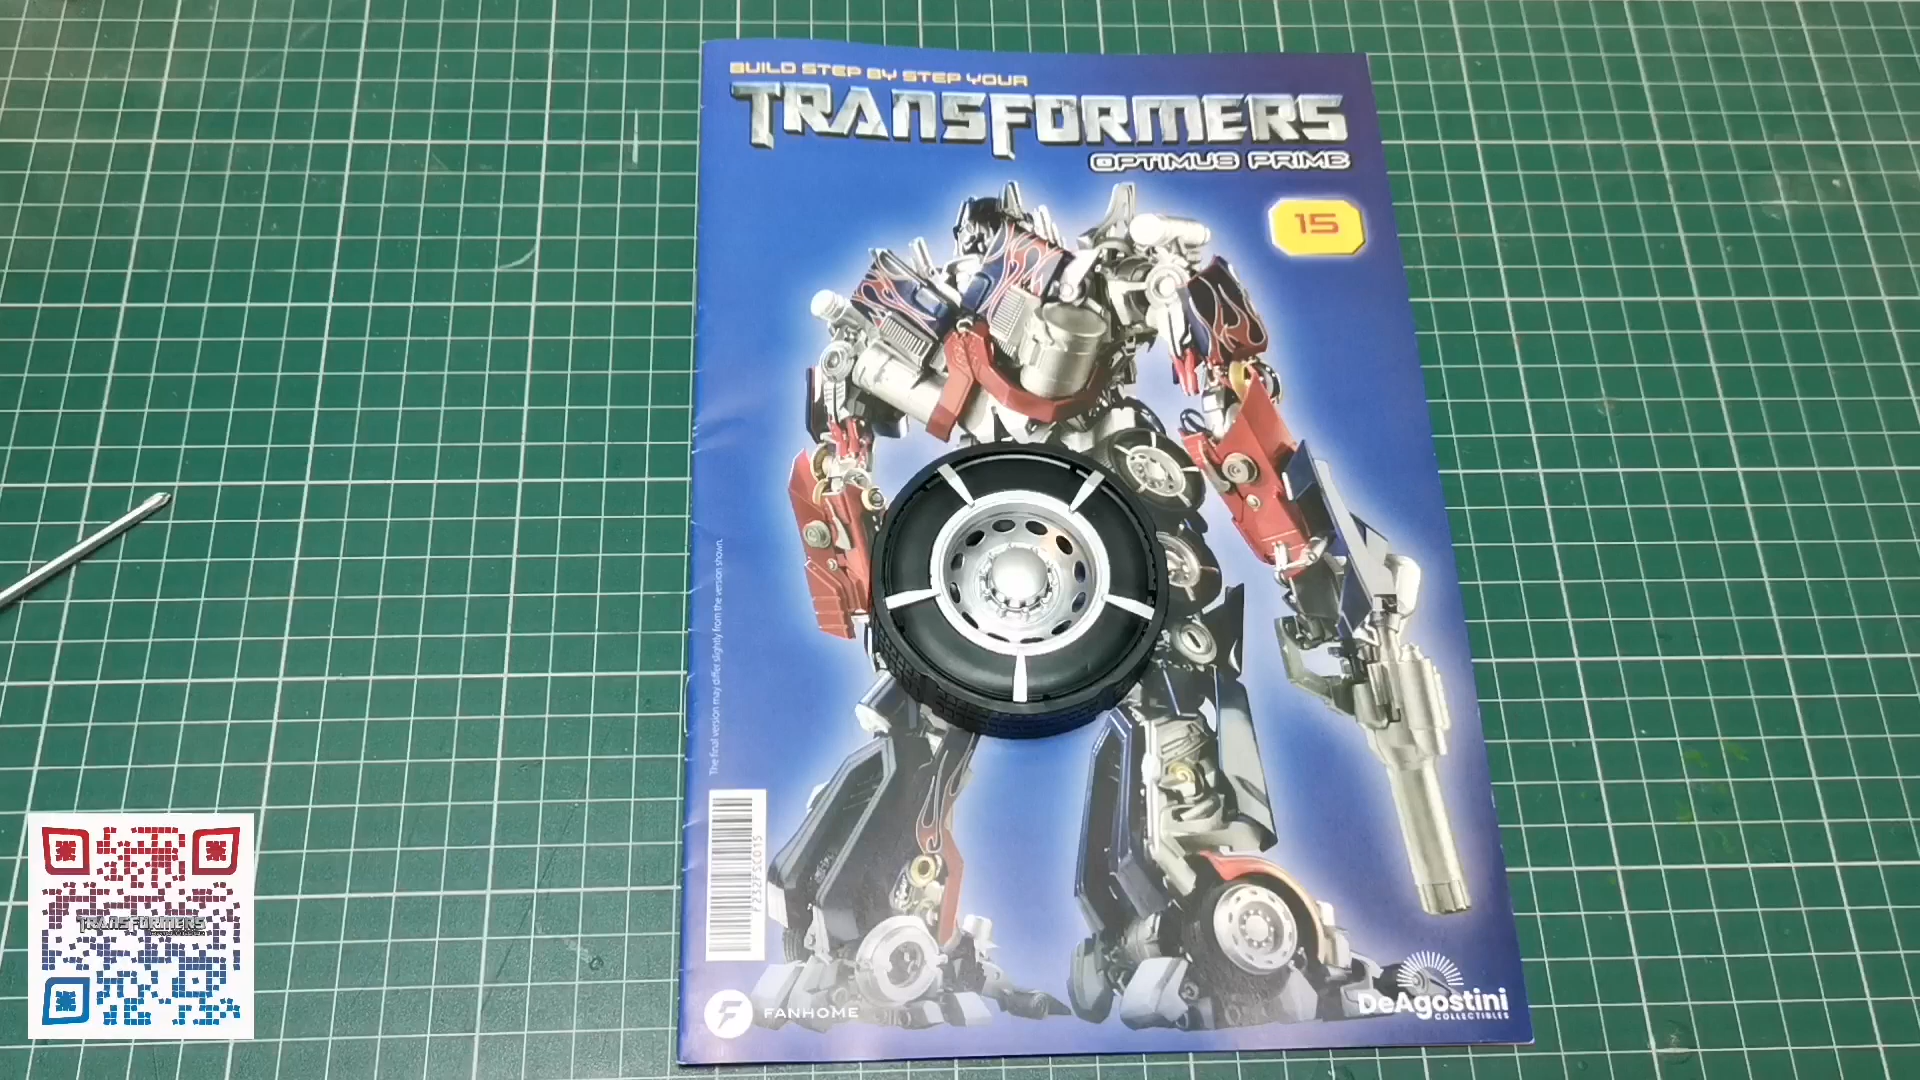 BUILD STEP BY STEP YOUR
TRANSFORMERS
OPTIMUS PRIME
15
The final version may differ slightly from the version shown.
F232FSC015
FANHOME
DeAgostini
COLLECTIBLES
TRANSFORMERS